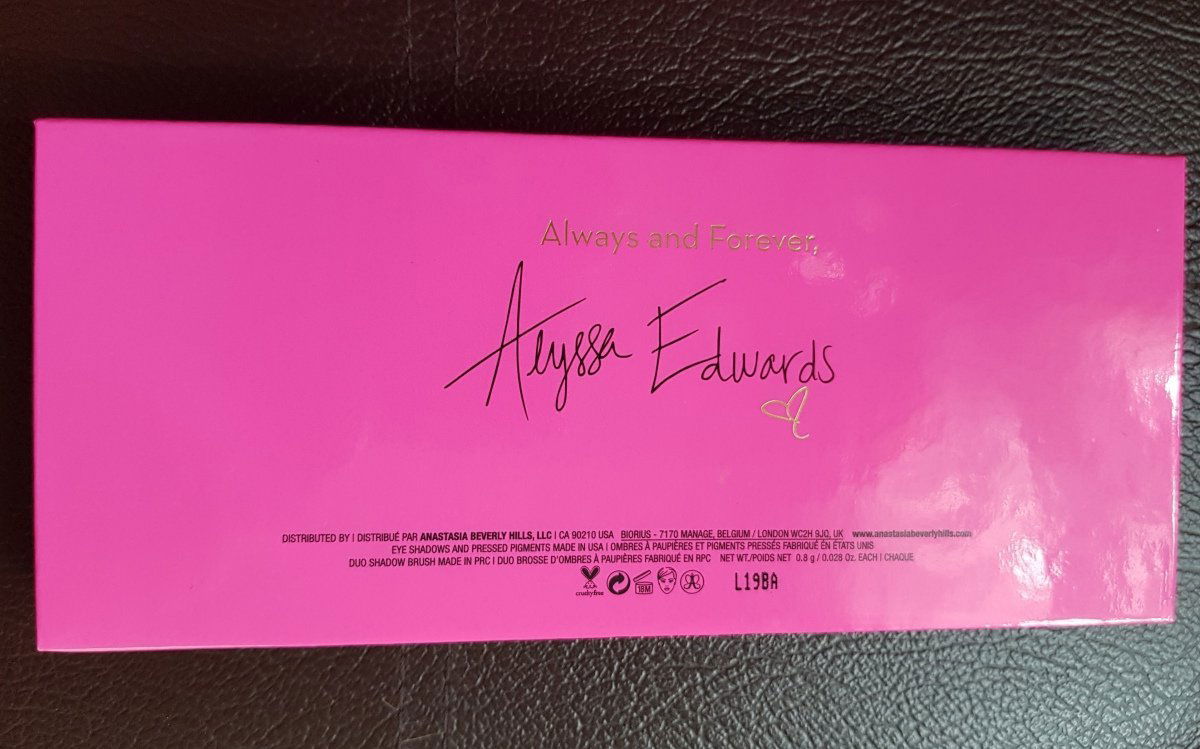 Always and Forever,
Alyssa Edwards
DISTRIBUTED BY | DISTRIBUÉ PAR ANASTASIA BEVERLY HILLS, LLC | CA 90210 USA BIORIUS - 7170 MANAGE, BELGIUM / LONDON WC2H 9JQ, UK www.anastasiabeverlyhills.com
EYE SHADOWS AND PRESSED PIGMENTS MADE IN USA | OMBRES À PAUPIÈRES ET PIGMENTS PRESSÉS FABRIQUÉ EN ÉTATS UNIS
DUO SHADOW BRUSH MADE IN PRC | DUO BROSSE D'OMBRES À PAUPIÈRES FABRIQUÉ EN RPC NET WT./POIDS NET 0.8 g / 0.028 Oz. EACH | CHAQUE
crueltyfree 18M L19BA